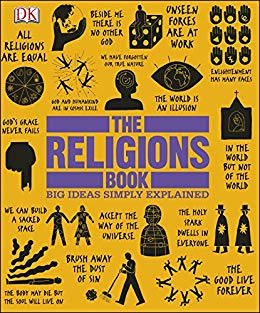 DK
ALL
RELIGIONS
ARE EQUAL
BESIDE ME
THERE IS
NO OTHER
GOD
UNSEEN
FORCES ARE
AT WORK
WE HAVE FORGOTTEN
OUR TRUE NATURE
ENLIGHTENMENT
HAS MANY FACES
GOD AND HUMANKIND
ARE IN COSMIC EXILE
THE WORLD IS
AN ILLUSION
GOD'S GRACE
NEVER FAILS
THE
RELIGIONS
BOOK
BIG IDEAS SIMPLY EXPLAINED
IN THE
WORLD
BUT NOT
OF THE
WORLD
WE CAN BUILD
A SACRED
SPACE
ACCEPT THE
WAY OF THE
UNIVERSE
THE HOLY
SPARK
DWELLS IN
EVERYONE
BRUSH AWAY
THE DUST
OF SIN
THE BODY MAY DIE BUT
THE SOUL WILL LIVE ON
THE
GOOD LIVE
FOREVER